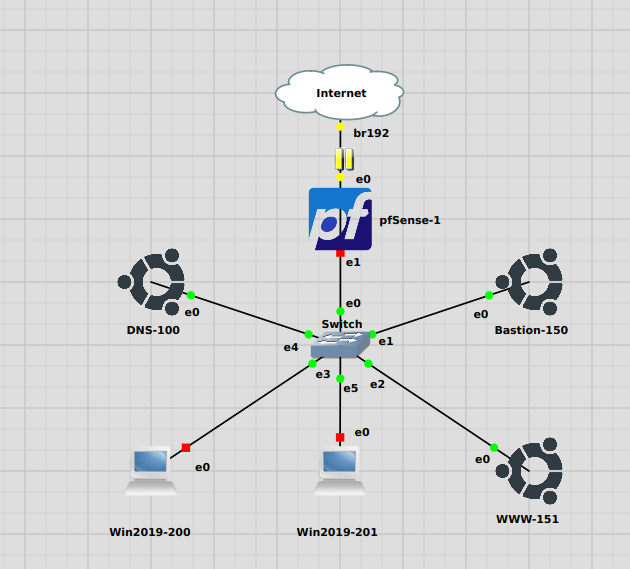 Internet
br192
e0
pf
pfSense-1
e1
e0
Switch
DNS-100
e0
e4
e1
e0
Bastion-150
e3
e5
e2
e0
e0
e0
Win2019-200
Win2019-201
WWW-151